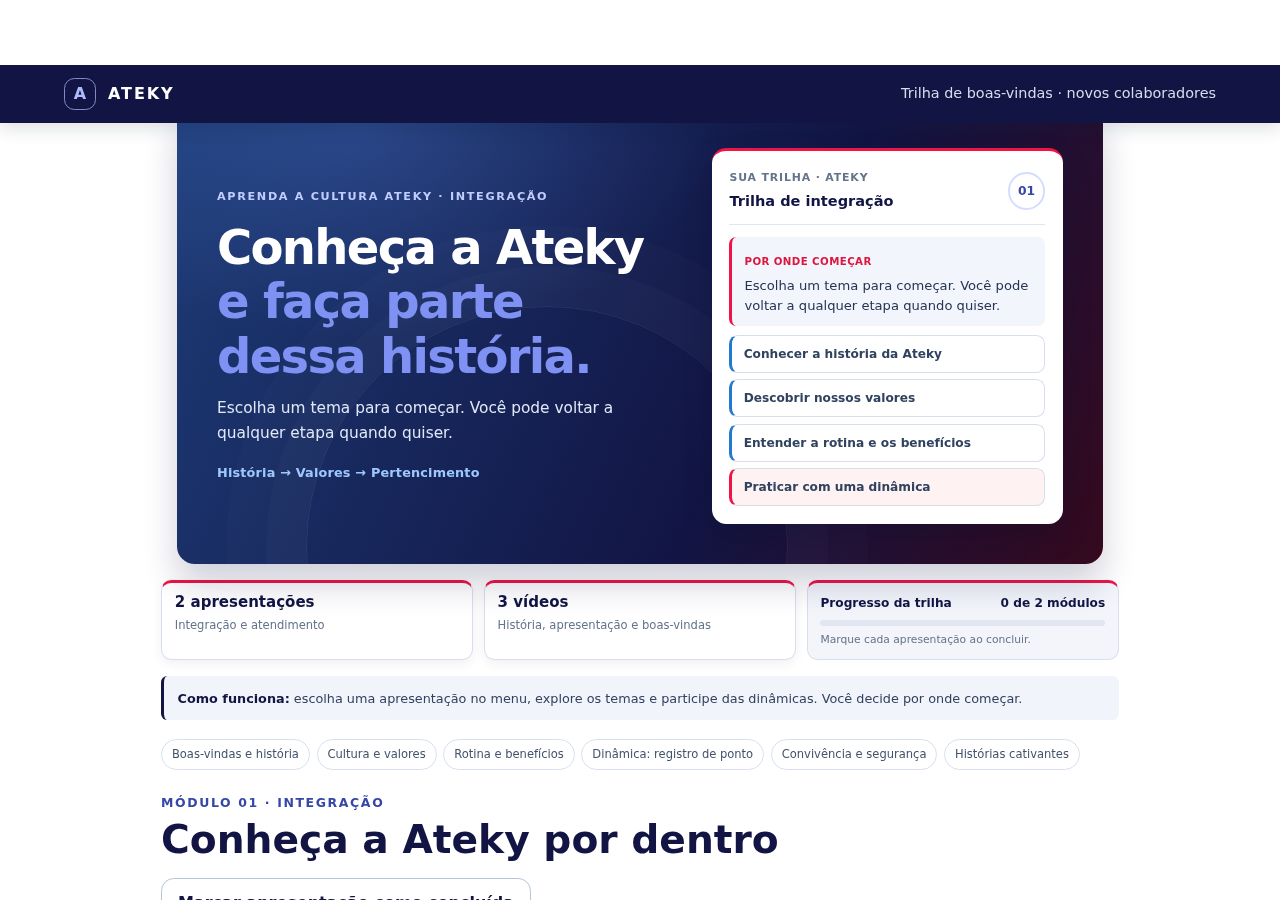 A ATEKY
Trilha de boas-vindas · novos colaboradores
APRENDA A CULTURA ATEKY · INTEGRAÇÃO
Conheça a Ateky
e faça parte
dessa história.
Escolha um tema para começar. Você pode voltar a
qualquer etapa quando quiser.
História → Valores → Pertencimento
SUA TRILHA · ATEKY
Trilha de integração
01
POR ONDE COMEÇAR
Escolha um tema para começar. Você pode
voltar a qualquer etapa quando quiser.
Conhecer a história da Ateky
Descobrir nossos valores
Entender a rotina e os benefícios
Praticar com uma dinâmica
2 apresentações
Integração e atendimento
3 vídeos
História, apresentação e boas-vindas
Progresso da trilha 0 de 2 módulos
Marque cada apresentação ao concluir.
Como funciona: escolha uma apresentação no menu, explore os temas e participe das dinâmicas. Você decide por onde começar.
Boas-vindas e história
Cultura e valores
Rotina e benefícios
Dinâmica: registro de ponto
Convivência e segurança
Histórias cativantes
MÓDULO 01 · INTEGRAÇÃO
Conheça a Ateky por dentro
Marcar apresentação como concluída